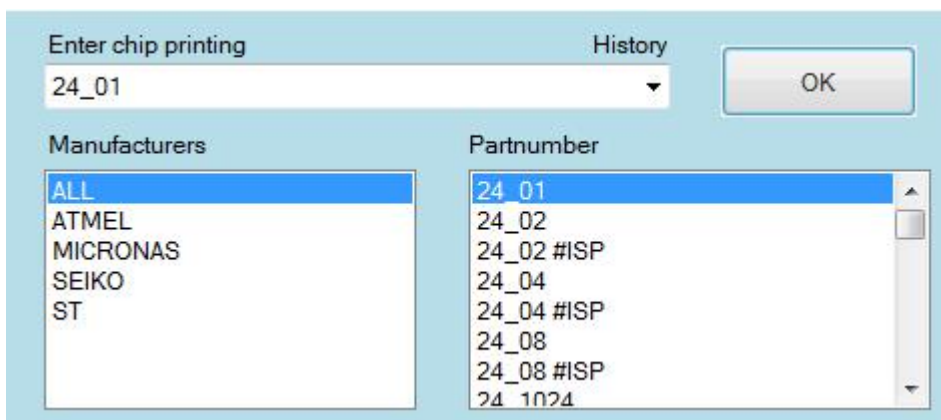 Enter chip printing History
24_01
OK
Manufacturers
ALL
ATMEL
MICRONAS
SEIKO
ST
Partnumber
24_01
24_02
24_02 #ISP
24_04
24_04 #ISP
24_08
24_08 #ISP
24_1024